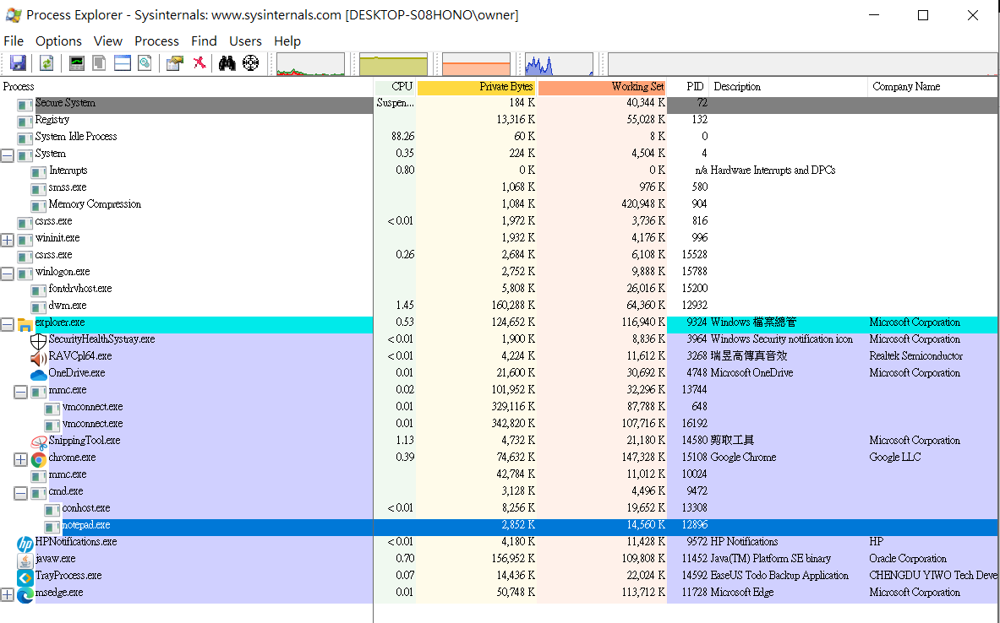 Process Explorer - Sysinternals: www.sysinternals.com [DESKTOP-S08HONO\owner]
File Options View Process Find Users Help
Process CPU Private Bytes Working Set PID Description Company Name
Secure System Suspen... 184 K 40,344 K 72
Registry 13,316 K 55,028 K 132
System Idle Process 88.26 60 K 8 K 0
System 0.35 224 K 4,504 K 4
Interrupts 0.80 0 K 0 K n/a Hardware Interrupts and DPCs
smss.exe 1,068 K 976 K 580
Memory Compression 1,084 K 420,948 K 904
csrss.exe < 0.01 1,972 K 3,736 K 816
wininit.exe 1,932 K 4,176 K 996
csrss.exe 0.26 2,684 K 6,108 K 15528
winlogon.exe 2,752 K 9,888 K 15788
fontdrvhost.exe 5,808 K 26,016 K 15200
dwm.exe 1.45 160,288 K 64,360 K 12932
explorer.exe 0.53 124,652 K 116,940 K 9324 Windows 檔案總管 Microsoft Corporation
SecurityHealthSystray.exe < 0.01 1,900 K 8,836 K 3964 Windows Security notification icon Microsoft Corporation
RAVCpl64.exe < 0.01 4,224 K 11,612 K 3268 瑞昱高傳真音效 Realtek Semiconductor
OneDrive.exe 0.01 21,600 K 30,692 K 4748 Microsoft OneDrive Microsoft Corporation
mmc.exe 0.02 101,952 K 32,296 K 13744
vmconnect.exe 0.01 329,116 K 87,788 K 648
vmconnect.exe 0.01 342,820 K 107,716 K 16192
SnippingTool.exe 1.13 4,732 K 21,180 K 14580 剪取工具 Microsoft Corporation
chrome.exe 0.39 74,632 K 147,328 K 15108 Google Chrome Google LLC
mmc.exe 42,784 K 11,012 K 10024
cmd.exe 3,128 K 4,496 K 9472
conhost.exe < 0.01 8,256 K 19,652 K 13308
notepad.exe 2,852 K 14,560 K 12896
HPNotifications.exe < 0.01 4,180 K 11,428 K 9572 HP Notifications HP
javaw.exe 0.70 156,952 K 109,808 K 11452 Java(TM) Platform SE binary Oracle Corporation
TrayProcess.exe 0.07 14,436 K 22,024 K 14592 EaseUS Todo Backup Application CHENGDU YIWO Tech Deve
msedge.exe 0.01 50,748 K 113,712 K 11728 Microsoft Edge Microsoft Corporation